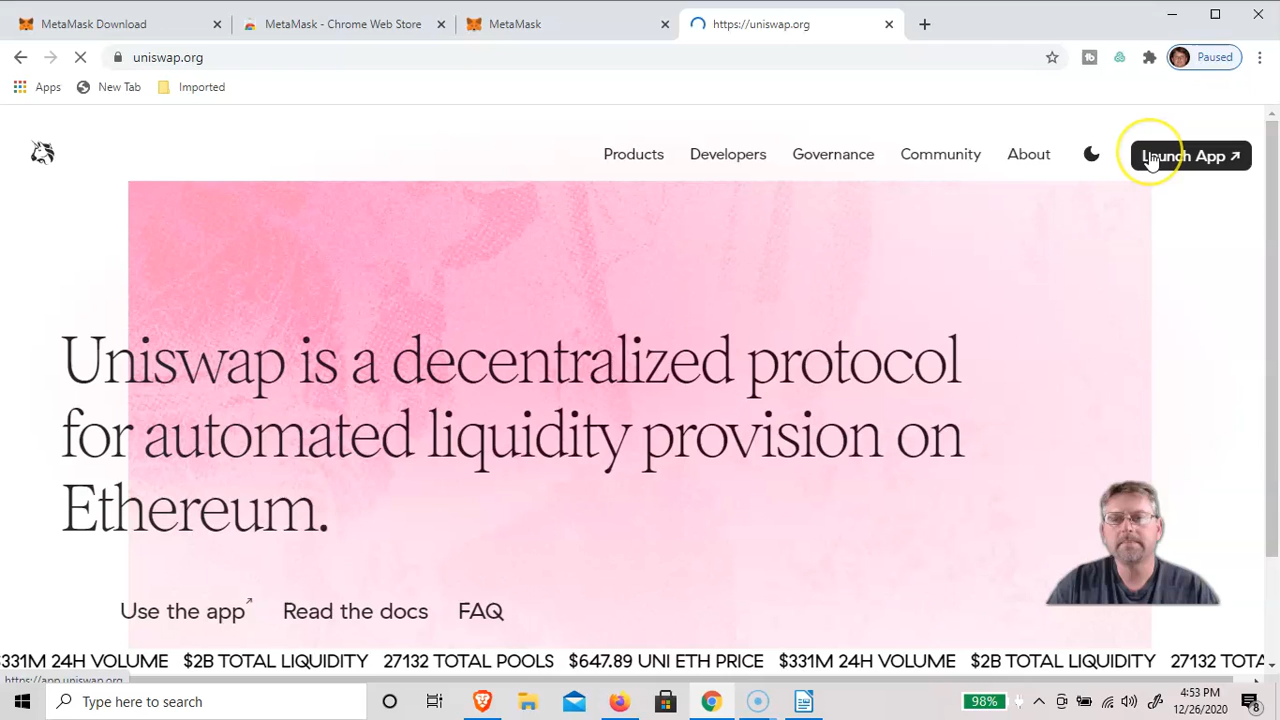 MetaMask Download
MetaMask - Chrome Web Store
MetaMask
https://uniswap.org
uniswap.org
Paused
Apps
New Tab
Imported
Products
Developers
Governance
Community
About
Launch App ↗
Uniswap is a decentralized protocol
for automated liquidity provision on
Ethereum.
Use the app↗
Read the docs
FAQ
$331M 24H VOLUME $2B TOTAL LIQUIDITY 27132 TOTAL POOLS $647.89 UNI ETH PRICE $331M 24H VOLUME $2B TOTAL LIQUIDITY 27132 TOTA
https://app.uniswap.org
Type here to search
98%
4:53 PM
12/26/2020
8